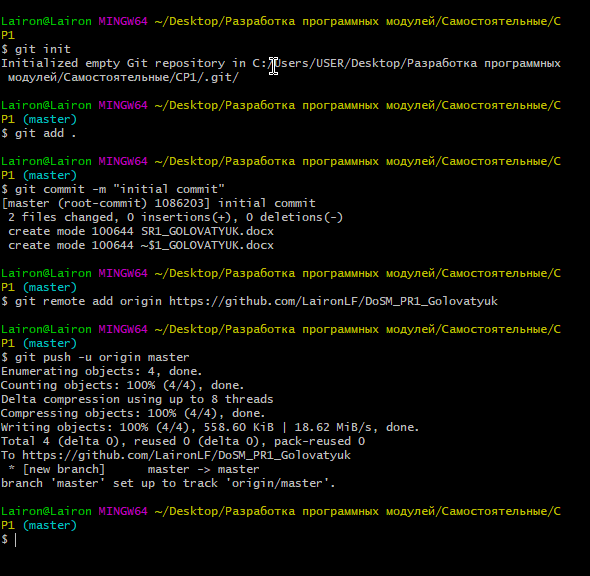 Lairon@Lairon MINGW64 ~/Desktop/Разработка программных модулей/Самостоятельные/С
Р1
$ git init
Initialized empty Git repository in C:/Users/USER/Desktop/Разработка программных
 модулей/Самостоятельные/СР1/.git/

Lairon@Lairon MINGW64 ~/Desktop/Разработка программных модулей/Самостоятельные/С
Р1 (master)
$ git add .

Lairon@Lairon MINGW64 ~/Desktop/Разработка программных модулей/Самостоятельные/С
Р1 (master)
$ git commit -m "initial commit"
[master (root-commit) 1086203] initial commit
 2 files changed, 0 insertions(+), 0 deletions(-)
 create mode 100644 SR1_GOLOVATYUK.docx
 create mode 100644 ~$1_GOLOVATYUK.docx

Lairon@Lairon MINGW64 ~/Desktop/Разработка программных модулей/Самостоятельные/С
Р1 (master)
$ git remote add origin https://github.com/LaironLF/DoSM_PR1_Golovatyuk

Lairon@Lairon MINGW64 ~/Desktop/Разработка программных модулей/Самостоятельные/С
Р1 (master)
$ git push -u origin master
Enumerating objects: 4, done.
Counting objects: 100% (4/4), done.
Delta compression using up to 8 threads
Compressing objects: 100% (4/4), done.
Writing objects: 100% (4/4), 558.60 KiB | 18.62 MiB/s, done.
Total 4 (delta 0), reused 0 (delta 0), pack-reused 0
To https://github.com/LaironLF/DoSM_PR1_Golovatyuk
 * [new branch]      master -> master
branch 'master' set up to track 'origin/master'.

Lairon@Lairon MINGW64 ~/Desktop/Разработка программных модулей/Самостоятельные/С
Р1 (master)
$